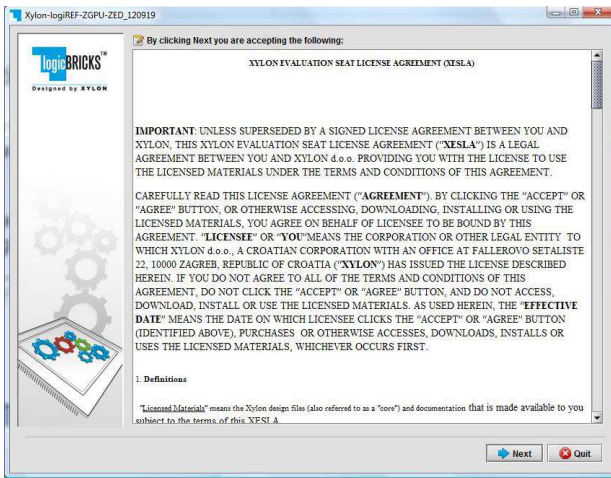 Xylon-logiREF-ZGPU-ZED_120919
logicBRICKS™
Designed by XYLON
By clicking Next you are accepting the following:
XYLON EVALUATION SEAT LICENSE AGREEMENT (XESLA)
IMPORTANT: UNLESS SUPERSEDED BY A SIGNED LICENSE AGREEMENT BETWEEN YOU AND
XYLON, THIS XYLON EVALUATION SEAT LICENSE AGREEMENT ("XESLA") IS A LEGAL
AGREEMENT BETWEEN YOU AND XYLON d.o.o. PROVIDING YOU WITH THE LICENSE TO USE
THE LICENSED MATERIALS UNDER THE TERMS AND CONDITIONS OF THIS AGREEMENT.
CAREFULLY READ THIS LICENSE AGREEMENT ("AGREEMENT"). BY CLICKING THE "ACCEPT" OR
"AGREE" BUTTON, OR OTHERWISE ACCESSING, DOWNLOADING, INSTALLING OR USING THE
LICENSED MATERIALS, YOU AGREE ON BEHALF OF LICENSEE TO BE BOUND BY THIS
AGREEMENT. "LICENSEE" OR "YOU"MEANS THE CORPORATION OR OTHER LEGAL ENTITY TO
WHICH XYLON d.o.o., A CROATIAN CORPORATION WITH AN OFFICE AT FALLEROVO SETALISTE
22, 10000 ZAGREB, REPUBLIC OF CROATIA ("XYLON") HAS ISSUED THE LICENSE DESCRIBED
HEREIN. IF YOU DO NOT AGREE TO ALL OF THE TERMS AND CONDITIONS OF THIS
AGREEMENT, DO NOT CLICK THE "ACCEPT" OR "AGREE" BUTTON, AND DO NOT ACCESS,
DOWNLOAD, INSTALL OR USE THE LICENSED MATERIALS. AS USED HEREIN, THE "EFFECTIVE
DATE" MEANS THE DATE ON WHICH LICENSEE CLICKS THE "ACCEPT" OR "AGREE" BUTTON
(IDENTIFIED ABOVE), PURCHASES OR OTHERWISE ACCESSES, DOWNLOADS, INSTALLS OR
USES THE LICENSED MATERIALS, WHICHEVER OCCURS FIRST.
1. Definitions
"Licensed Materials" means the Xylon design files (also referred to as a "core") and documentation that is made available to you
subject to the terms of this XESLA
Next
Quit